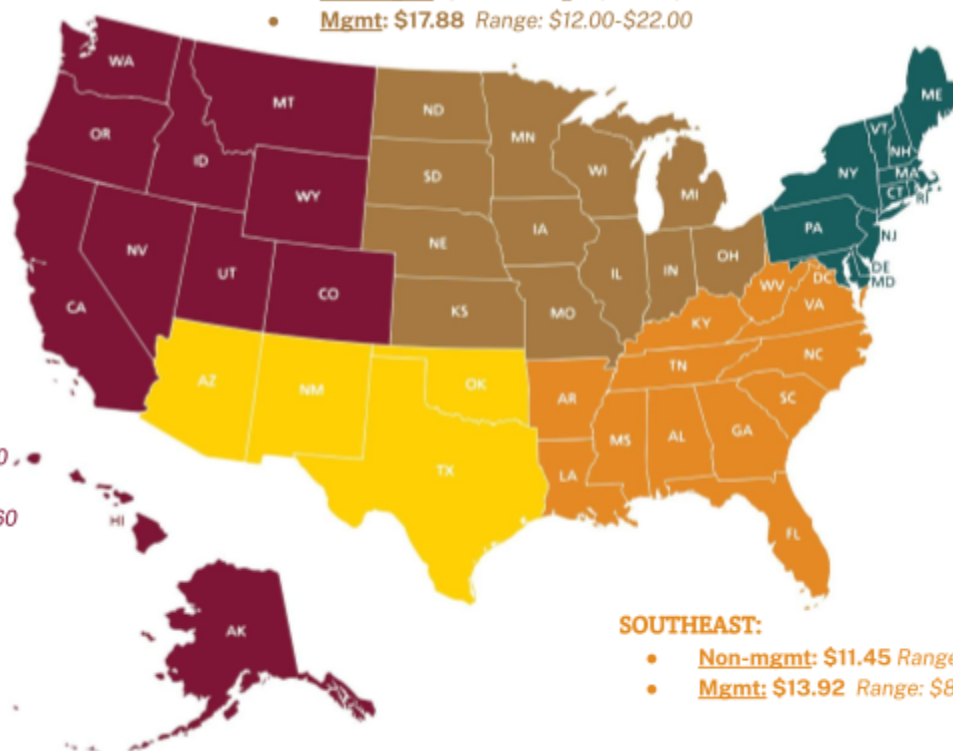 Mgmt: $17.88 Range: $12.00-$22.00
WA
MT
ND
MN
ME
OR
ID
VT
NH
WI
NY
MA
SD
MI
CT
RI
WY
IA
PA
NE
NJ
NV
OH
IL
IN
UT
DE
WV
DC
MD
CO
CA
KS
MO
VA
KY
NC
TN
AZ
OK
NM
AR
SC
MS
AL
GA
TX
LA
HI
FL
AK
SOUTHEAST:
Non-mgmt: $11.45 Range
Mgmt: $13.92 Range: $8